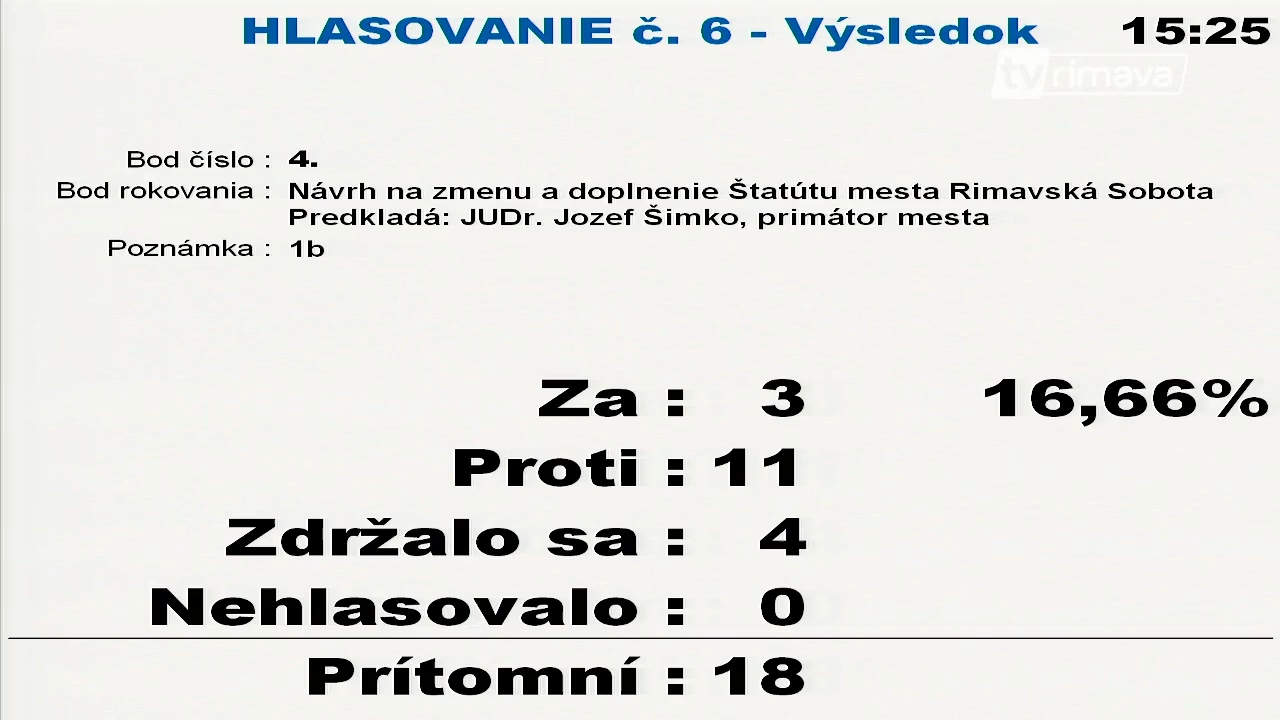 HLASOVANIE č. 6 - Výsledok 15:25
tv rimava
Bod číslo : 4.
Bod rokovania : Návrh na zmenu a doplnenie Štatútu mesta Rimavská Sobota
Predkladá: JUDr. Jozef Šimko, primátor mesta
Poznámka : 1b
Za : 3 16,66%
Proti : 11
Zdržalo sa : 4
Nehlasovalo : 0
Prítomní : 18